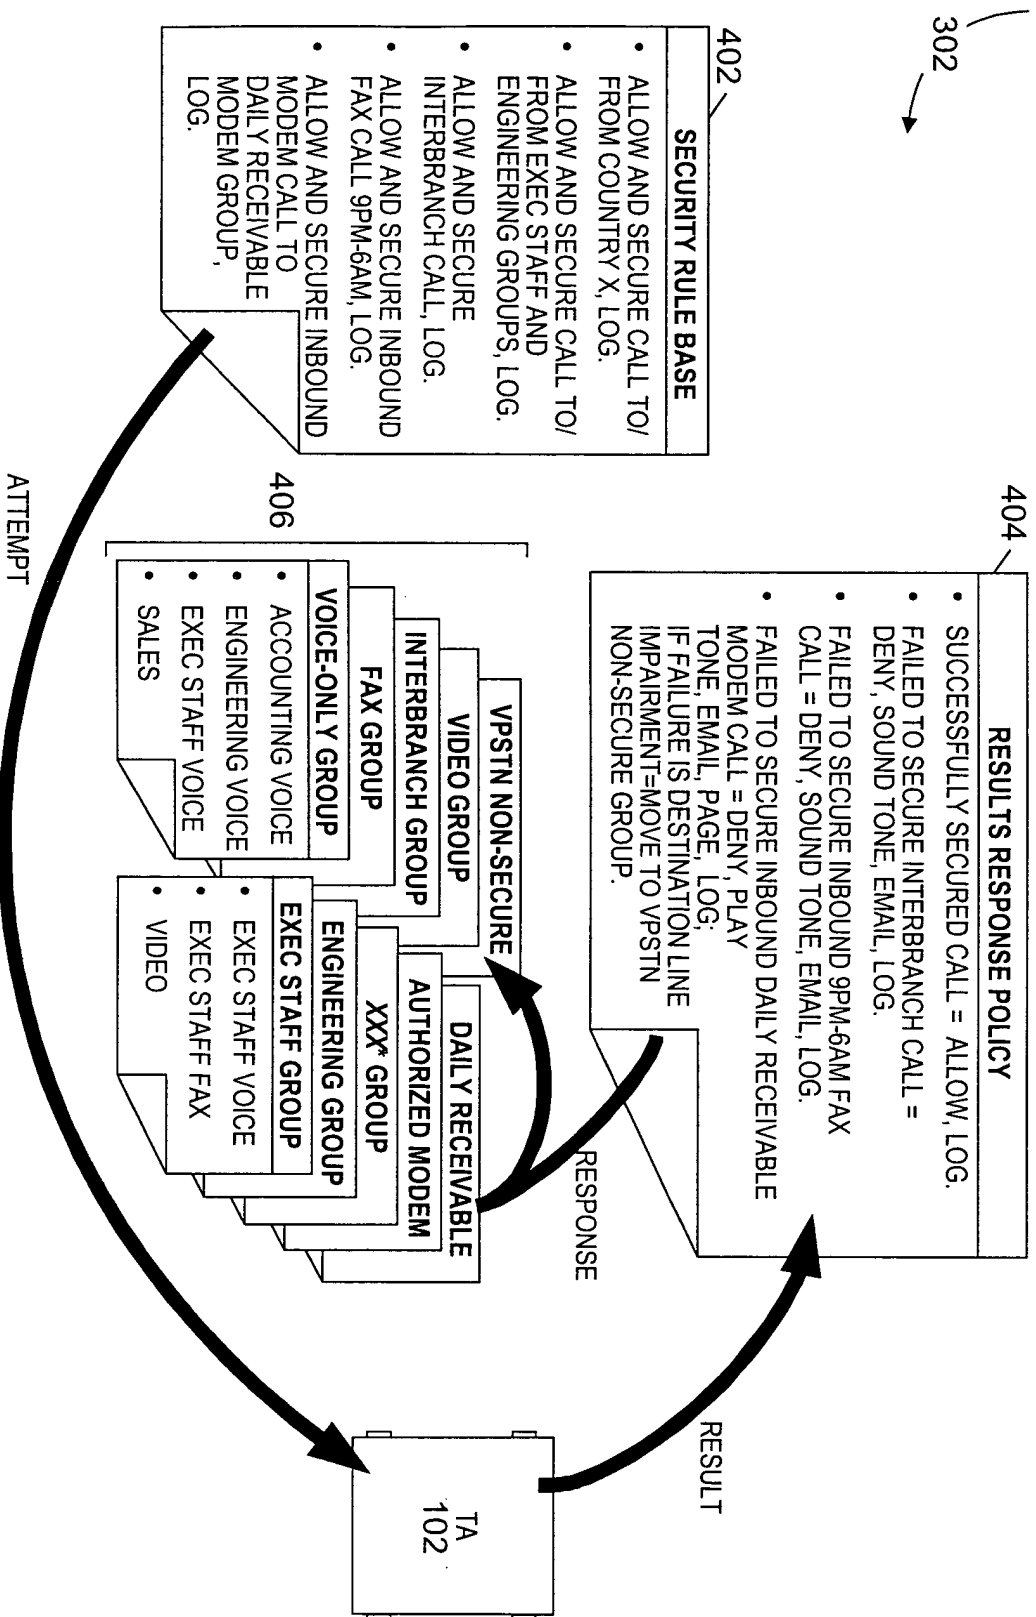 302
402
SECURITY RULE BASE
• ALLOW AND SECURE CALL TO/
FROM COUNTRY X, LOG.
• ALLOW AND SECURE CALL TO/
FROM EXEC STAFF AND
ENGINEERING GROUPS, LOG.
• ALLOW AND SECURE
INTERBRANCH CALL, LOG.
• ALLOW AND SECURE INBOUND
FAX CALL 9PM-6AM, LOG.
• ALLOW AND SECURE INBOUND
MODEM CALL TO
DAILY RECEIVABLE
MODEM GROUP,
LOG.
404
RESULTS RESPONSE POLICY
• SUCCESSFULLY SECURED CALL = ALLOW, LOG.
• FAILED TO SECURE INTERBRANCH CALL =
DENY, SOUND TONE, EMAIL, LOG.
• FAILED TO SECURE INBOUND 9PM-6AM FAX
CALL = DENY, SOUND TONE, EMAIL, LOG.
• FAILED TO SECURE INBOUND DAILY RECEIVABLE
MODEM CALL = DENY, PLAY
TONE, EMAIL, PAGE, LOG;
IF FAILURE IS DESTINATION LINE
IMPAIRMENT=MOVE TO VPSTN
NON-SECURE GROUP.
406
VPSTN NON-SECURE
VIDEO GROUP
INTERBRANCH GROUP
FAX GROUP
VOICE-ONLY GROUP
• ACCOUNTING VOICE
• ENGINEERING VOICE
• EXEC STAFF VOICE
• SALES
DAILY RECEIVABLE
AUTHORIZED MODEM
XXX* GROUP
ENGINEERING GROUP
EXEC STAFF GROUP
• EXEC STAFF VOICE
• EXEC STAFF FAX
• VIDEO
RESPONSE
RESULT
TA
102
ATTEMPT